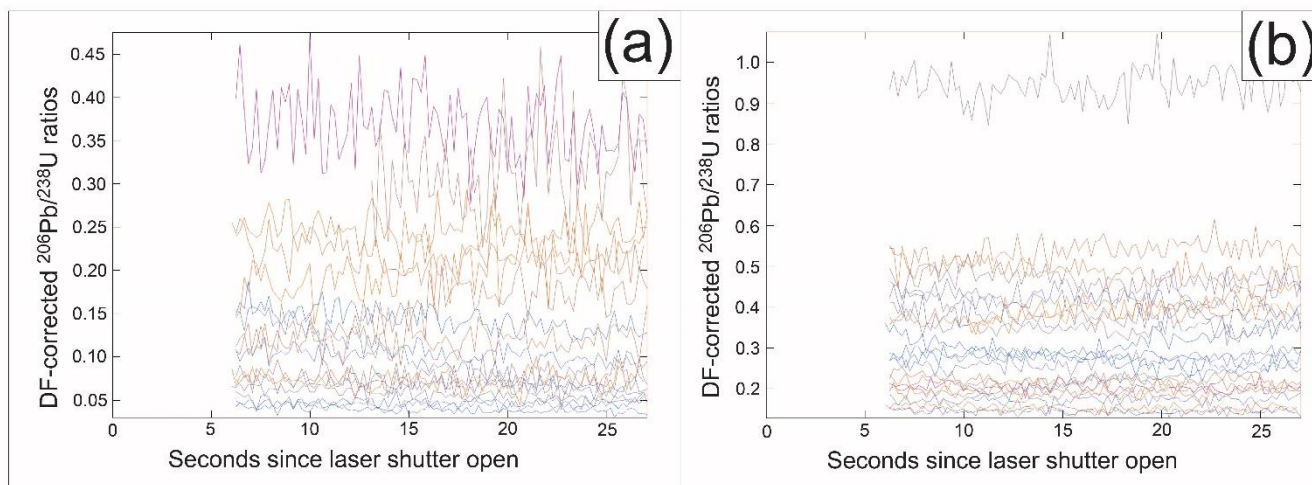 (a)
DF-corrected ²⁰⁶Pb/²³⁸U ratios
0.45
0.40
0.35
0.30
0.25
0.20
0.15
0.10
0.05
0 5 10 15 20 25
Seconds since laser shutter open
(b)
DF-corrected ²⁰⁶Pb/²³⁸U ratios
1.0
0.9
0.8
0.7
0.6
0.5
0.4
0.3
0.2
0 5 10 15 20 25
Seconds since laser shutter open